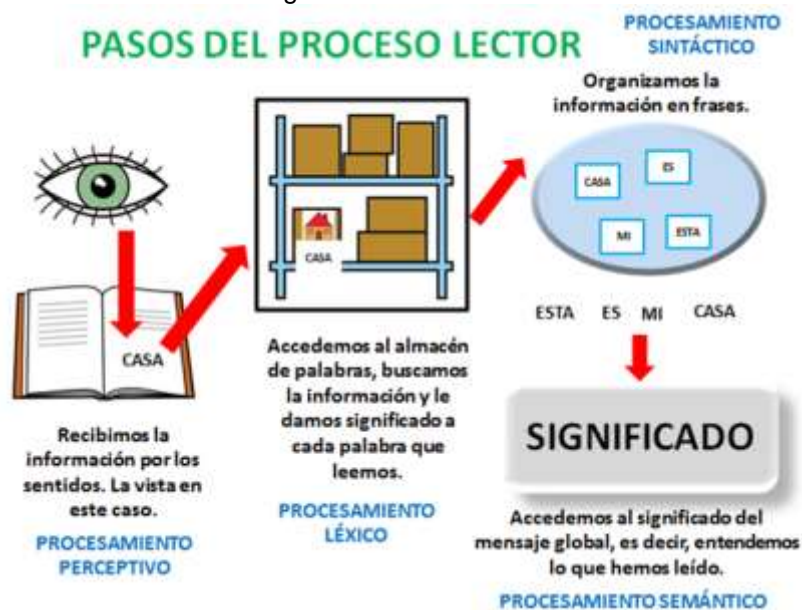 PASOS DEL PROCESO LECTOR
CASA
Recibimos la
información por los
sentidos. La vista en
este caso.
PROCESAMIENTO
PERCEPTIVO
CASA
Accedemos al almacén
de palabras, buscamos
la información y le
damos significado a
cada palabra que
leemos.
PROCESAMIENTO
LÉXICO
PROCESAMIENTO
SINTÁCTICO
Organizamos la
información en frases.
CASA
ES
MI
ESTA
ESTA ES MI CASA
SIGNIFICADO
Accedemos al significado del
mensaje global, es decir, entendemos
lo que hemos leído.
PROCESAMIENTO SEMÁNTICO